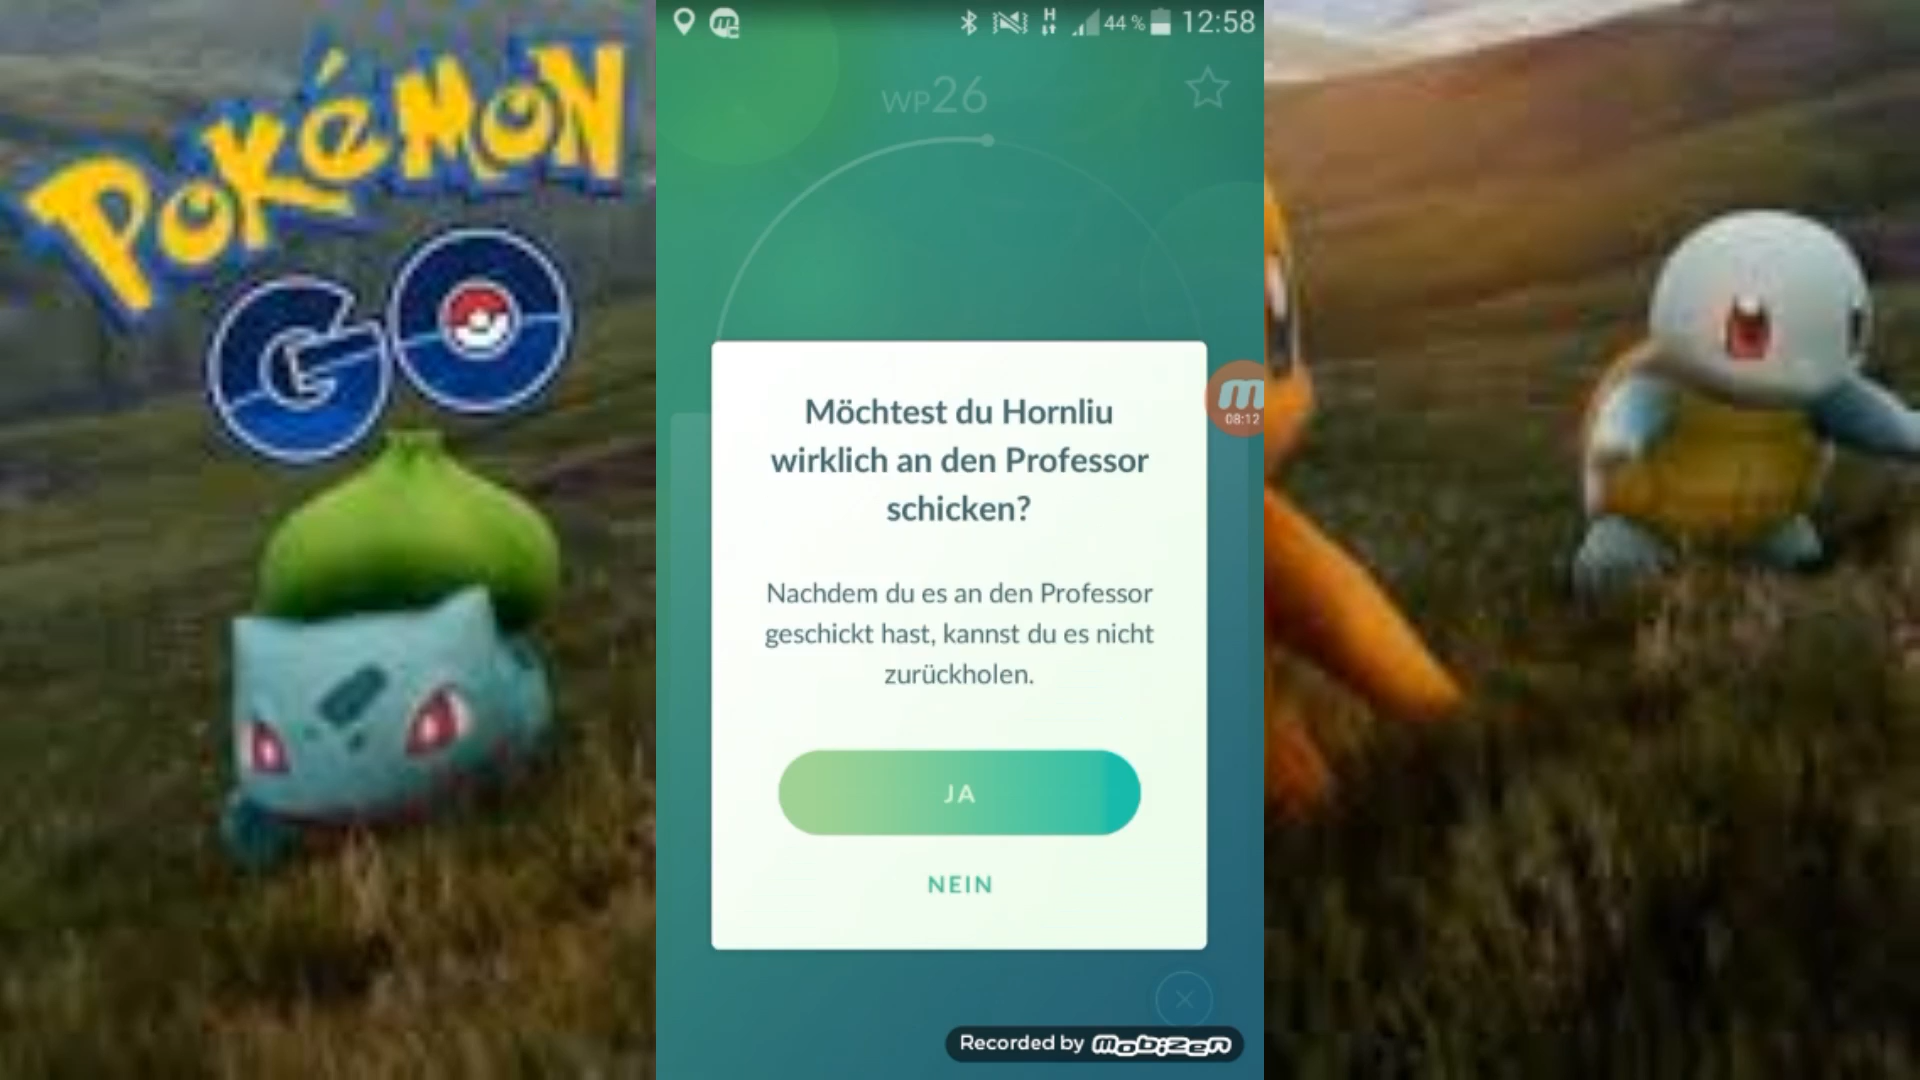 POKéMON
GO
44 % 12:58
WP26
Möchtest du Hornliu
wirklich an den Professor
schicken?
08:12
Nachdem du es an den Professor
geschickt hast, kannst du es nicht
zurückholen.
JA
NEIN
Recorded by mobizen